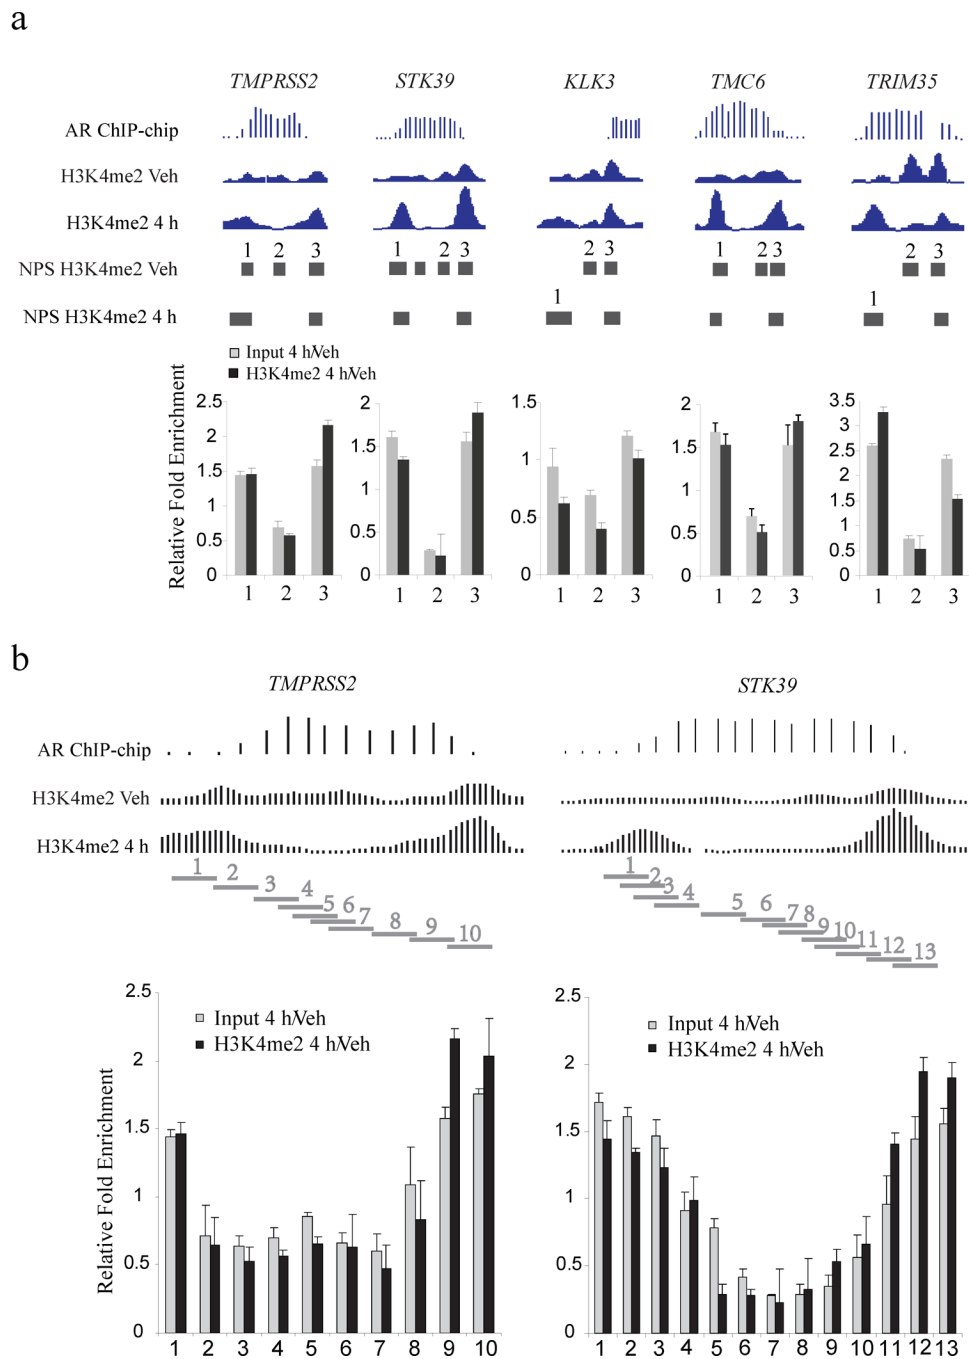 a
TMPRSS2 STK39 KLK3 TMC6 TRIM35
AR ChIP-chip
H3K4me2 Veh
H3K4me2 4 h
1 2 3 1 2 3 2 3 1 2 3 2 3
NPS H3K4me2 Veh
1 1
NPS H3K4me2 4 h
Input 4 h/Veh
H3K4me2 4 h/Veh
Relative Fold Enrichment
2.5 2 1.5 1 0.5 0
1 2 3
2 1.5 1 0.5 0
1 2 3
1.5 1 0.5 0
1 2 3
2 1.5 1 0.5 0
1 2 3
3.5 3 2.5 2 1.5 1 0.5 0
1 2 3
b
TMPRSS2 STK39
AR ChIP-chip
H3K4me2 Veh
H3K4me2 4 h
1 2 3 4 5 6 7 8 9 10
1 2 3 4 5 6 7 8 9 10 11 12 13
Relative Fold Enrichment
2.5 2 1.5 1 0.5 0
Input 4 h/Veh
H3K4me2 4 h/Veh
1 2 3 4 5 6 7 8 9 10
2.5 2 1.5 1 0.5 0
Input 4 h/Veh
H3K4me2 4 h/Veh
1 2 3 4 5 6 7 8 9 10 11 12 13